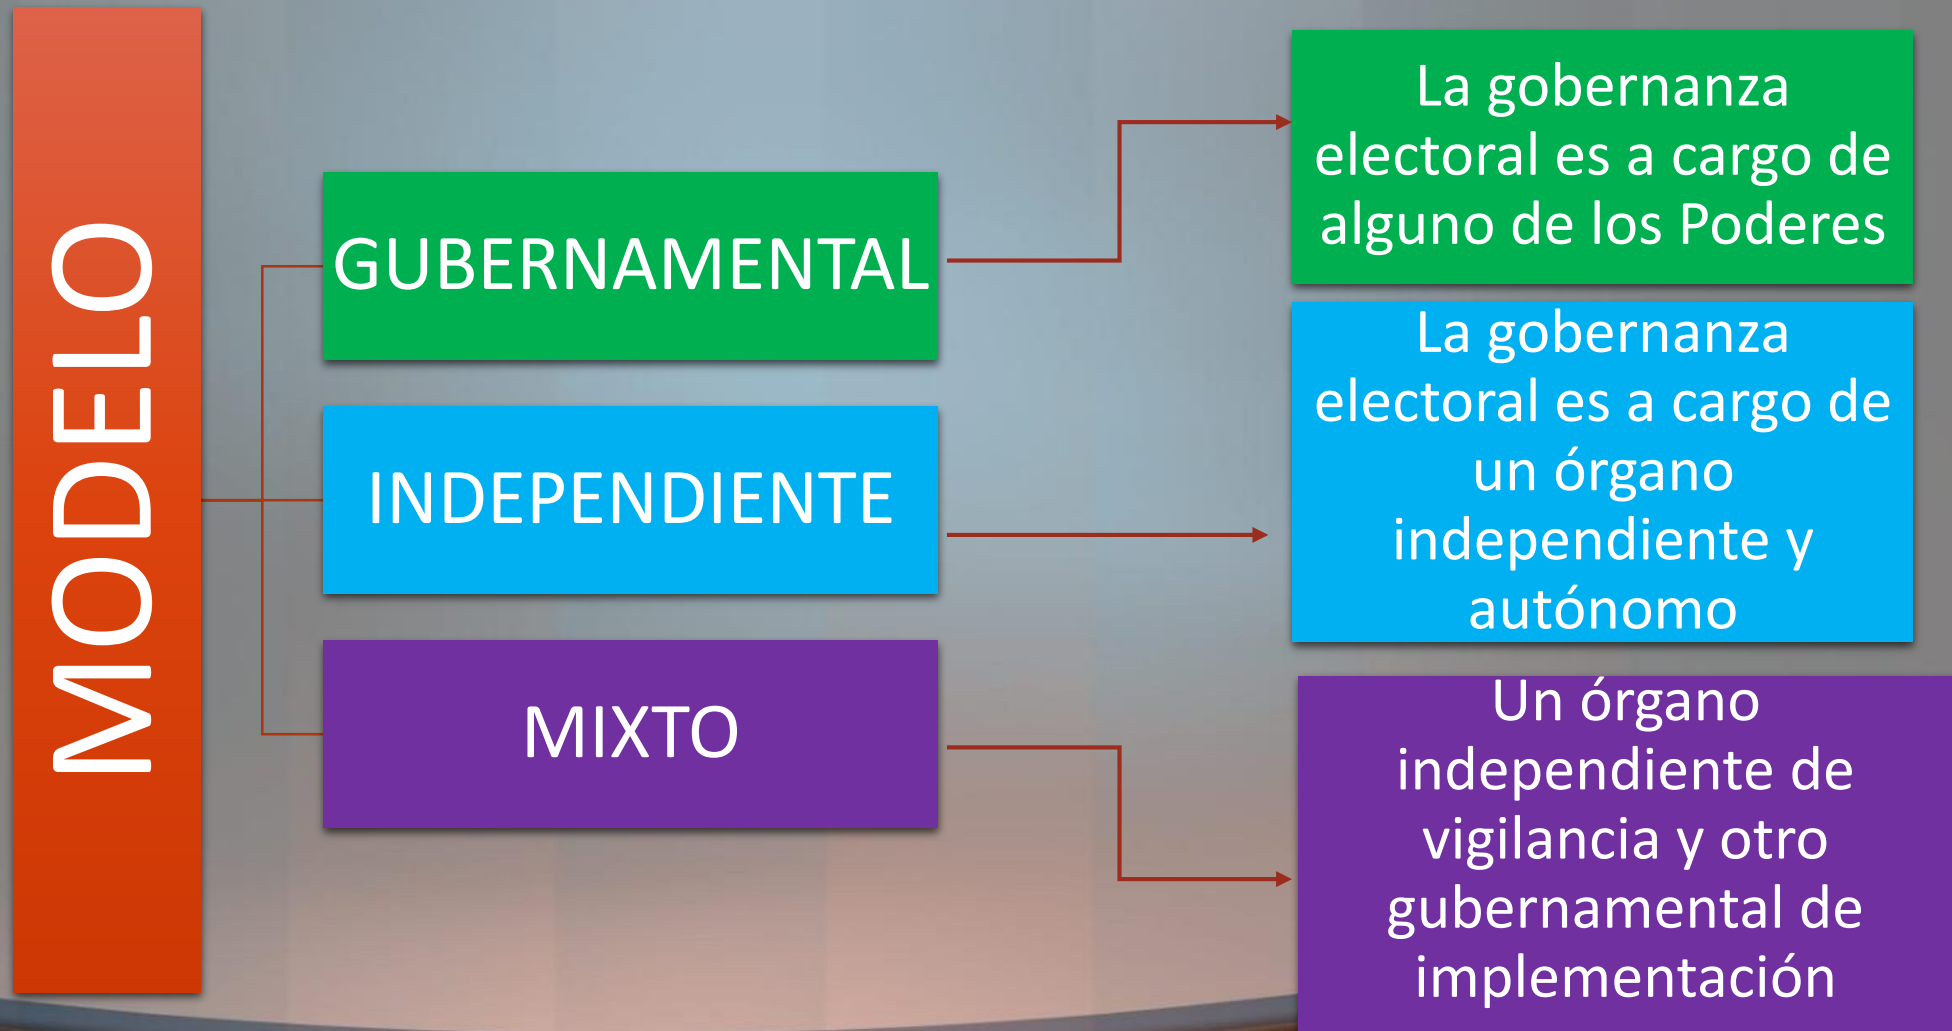 MODELO
GUBERNAMENTAL
La gobernanza
electoral es a cargo de
alguno de los Poderes
INDEPENDIENTE
La gobernanza
electoral es a cargo de
un órgano
independiente y
autónomo
MIXTO
Un órgano
independiente de
vigilancia y otro
gubernamental de
implementación